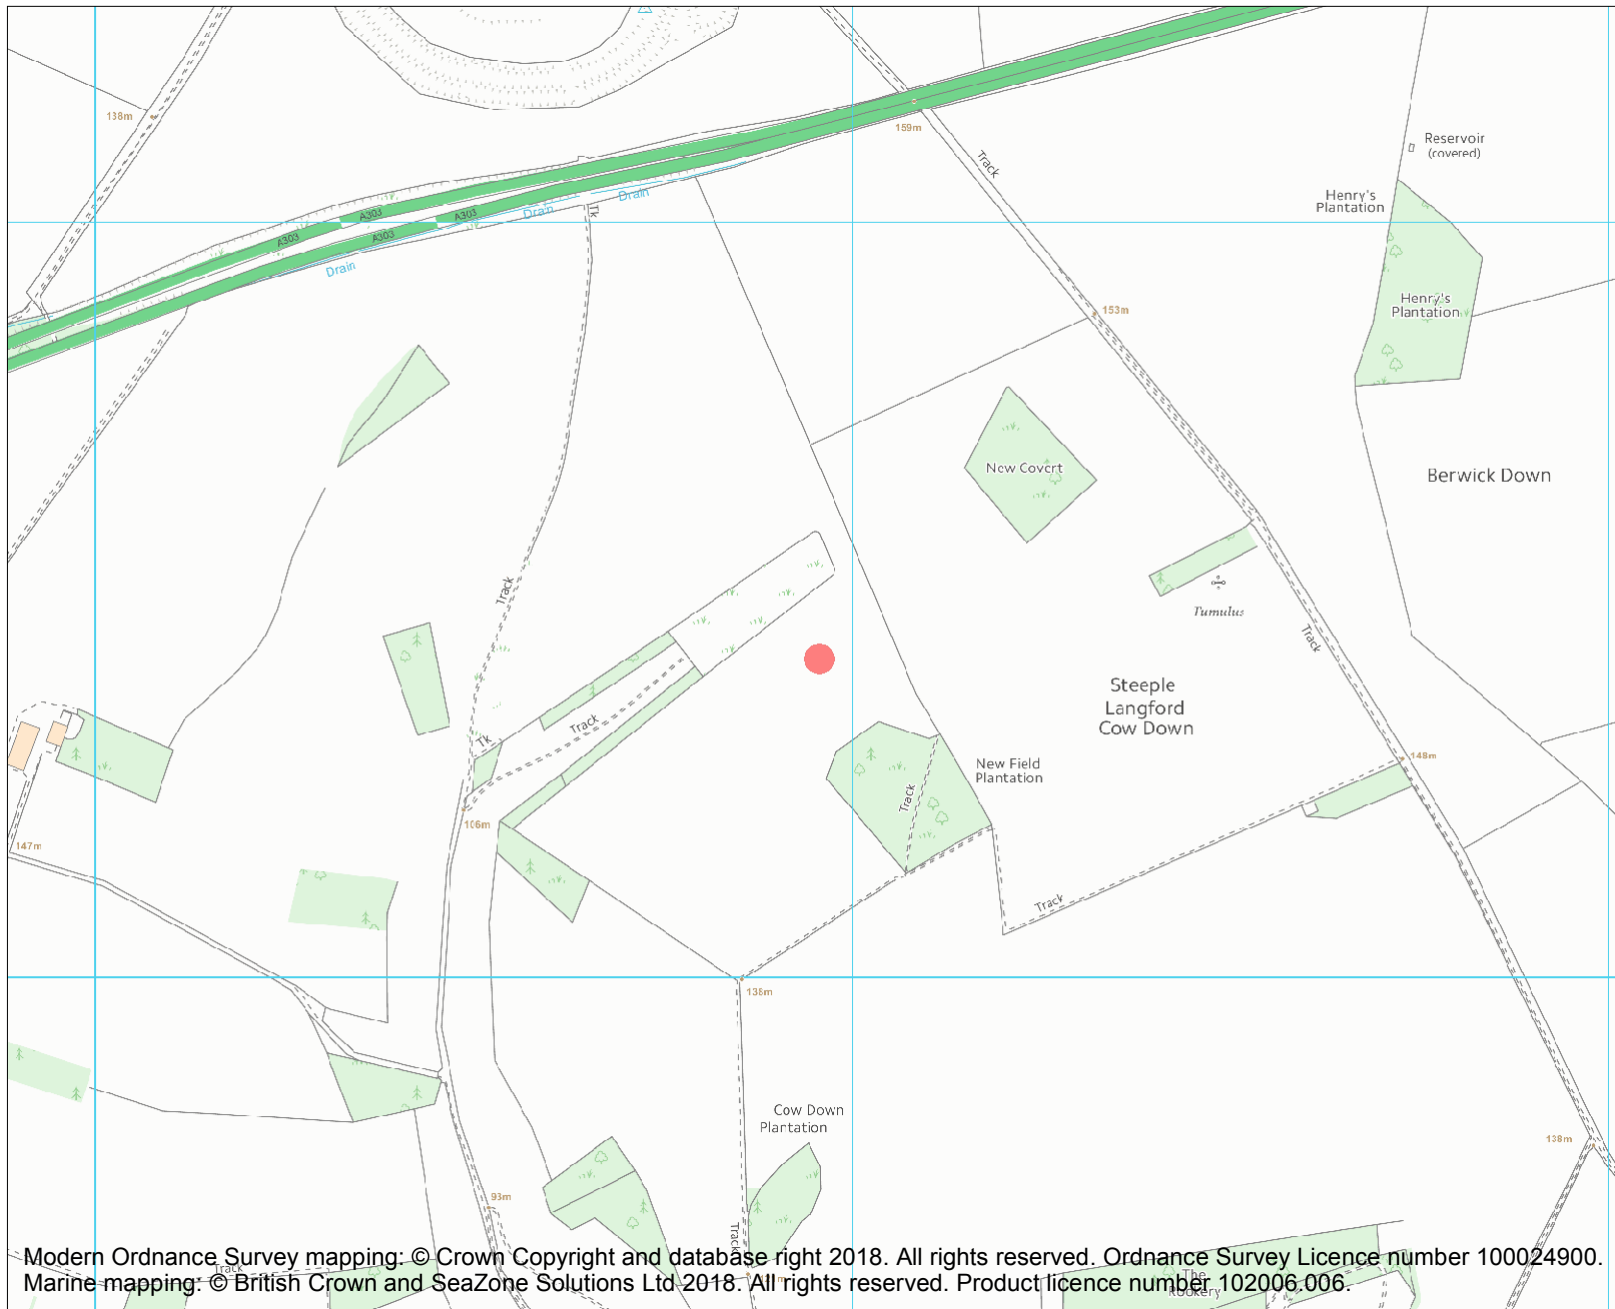 138m
159m
Track
Reservoir
(covered)
Henry's
Plantation
A303
A303
A303
A303
Drain
Drain
Drain
Tk
153m
Henry's
Plantation
New Covert
Berwick Down
Track
Tumulus
Track
Steeple
Langford
Cow Down
Track
Tk
New Field
Plantation
Track
148m
106m
147m
Track
138m
Cow Down
Plantation
138m
93m
Track
Track
The
Rookery
Modern Ordnance Survey mapping: © Crown Copyright and database right 2018. All rights reserved. Ordnance Survey Licence number 100024900.
Marine mapping: © British Crown and SeaZone Solutions Ltd 2018. All rights reserved. Product licence number 102006.006.